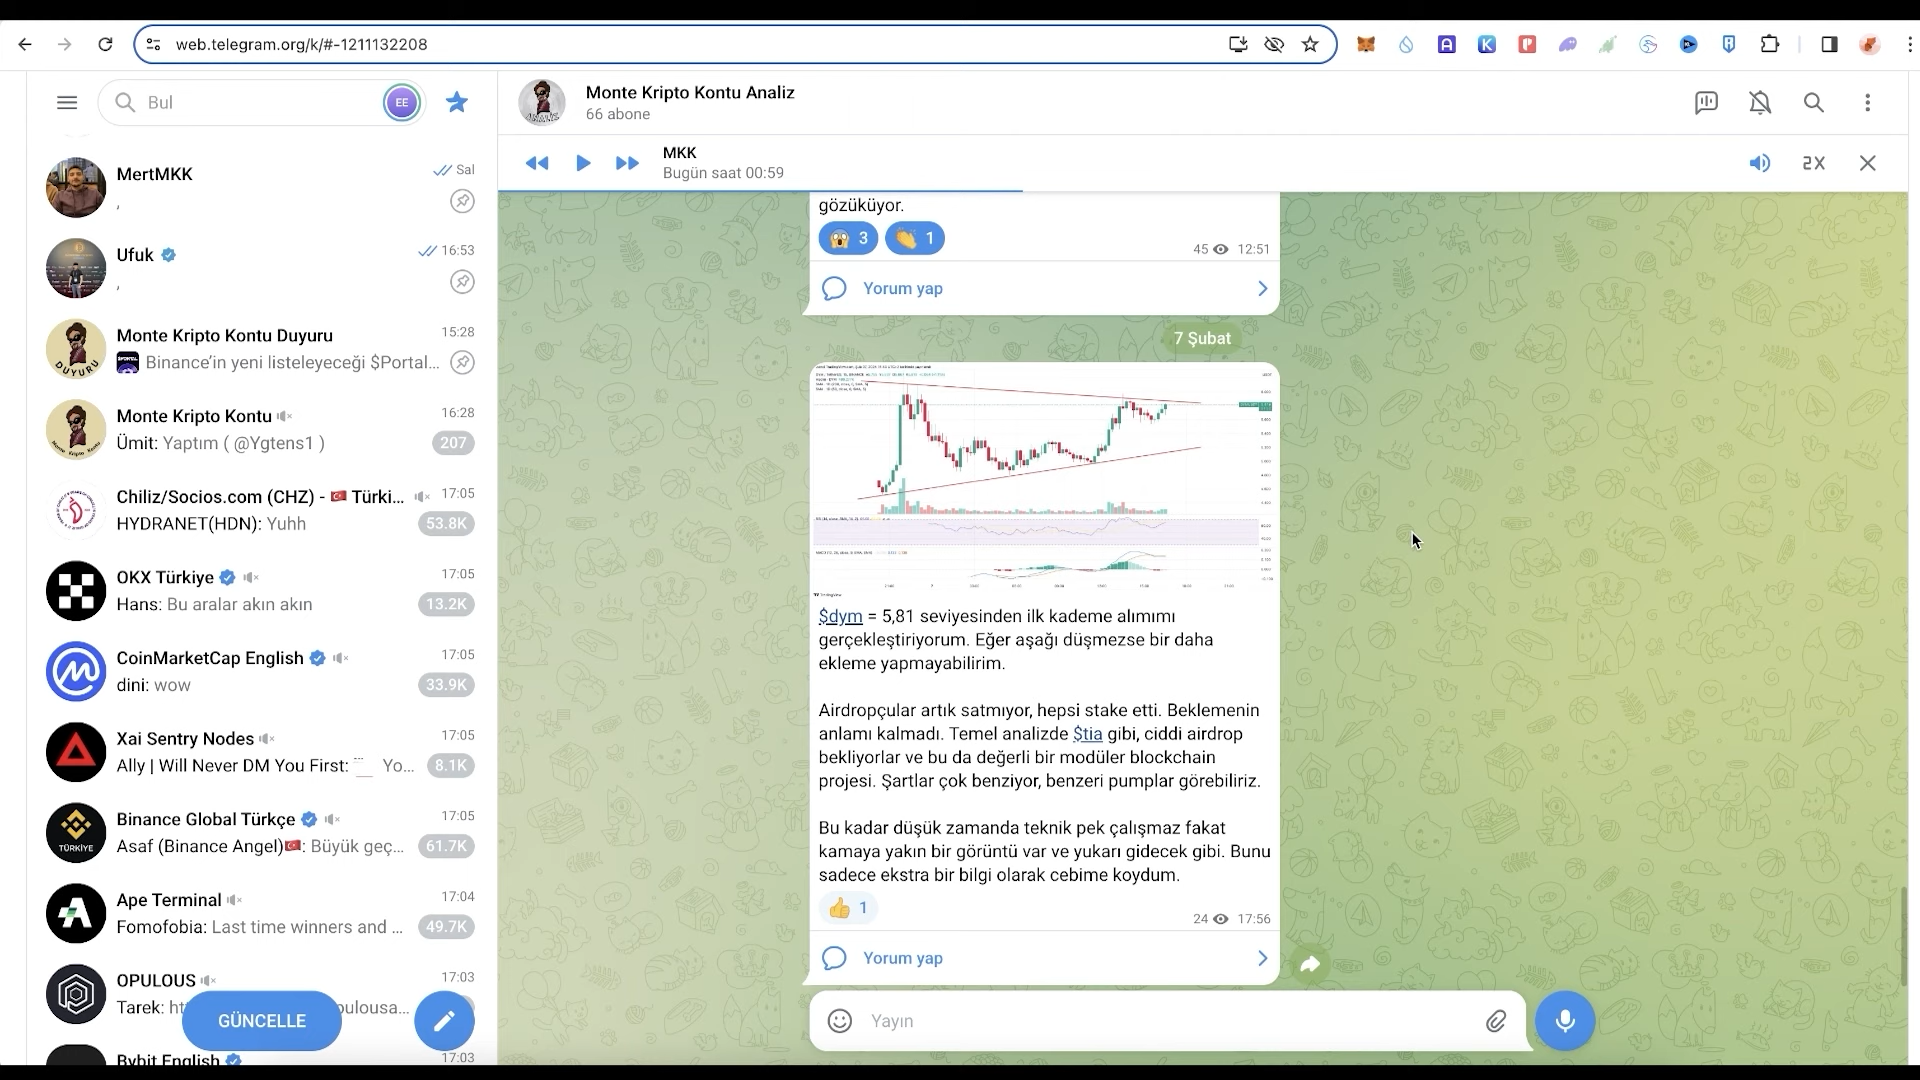 web.telegram.org/k/#-1211132208
Bul
EE
MertMKK
Sal
,
Ufuk
16:53
,
Monte Kripto Kontu Duyuru
15:28
Binance'in yeni listeleyeceği $Portal...
DUYURU
Monte Kripto Kontu
16:28
Ümit: Yaptım ( @Ygtens1 )
207
Chiliz/Socios.com (CHZ) - 🇹🇷 Türki...
17:05
HYDRANET(HDN): Yuhh
53.8K
OKX Türkiye
17:05
Hans: Bu aralar akın akın
13.2K
CoinMarketCap English
17:05
dini: wow
33.9K
Xai Sentry Nodes
17:05
Ally | Will Never DM You First: Yo...
8.1K
Binance Global Türkçe
17:05
Asaf (Binance Angel)🇹🇷: Büyük geç...
61.7K
TÜRKİYE
Ape Terminal
17:04
Fomofobia: Last time winners and ...
49.7K
OPULOUS
17:03
Tarek: ht
pulousa...
GÜNCELLE
Bybit English
17:03
Monte Kripto Kontu Analiz
66 abone
MKK
Bugün saat 00:59
2X
gözüküyor.
😱 3 👏 1
45 12:51
Yorum yap
7 Şubat
$dym = 5,81 seviyesinden ilk kademe alımımı
gerçekleştiriyorum. Eğer aşağı düşmezse bir daha
ekleme yapmayabilirim.
Airdropçular artık satmıyor, hepsi stake etti. Beklemenin
anlamı kalmadı. Temel analizde $tia gibi, ciddi airdrop
bekliyorlar ve bu da değerli bir modüler blockchain
projesi. Şartlar çok benziyor, benzeri pumplar görebiliriz.
Bu kadar düşük zamanda teknik pek çalışmaz fakat
kamaya yakın bir görüntü var ve yukarı gidecek gibi. Bunu
sadece ekstra bir bilgi olarak cebime koydum.
👍 1
24 17:56
Yorum yap
Yayın